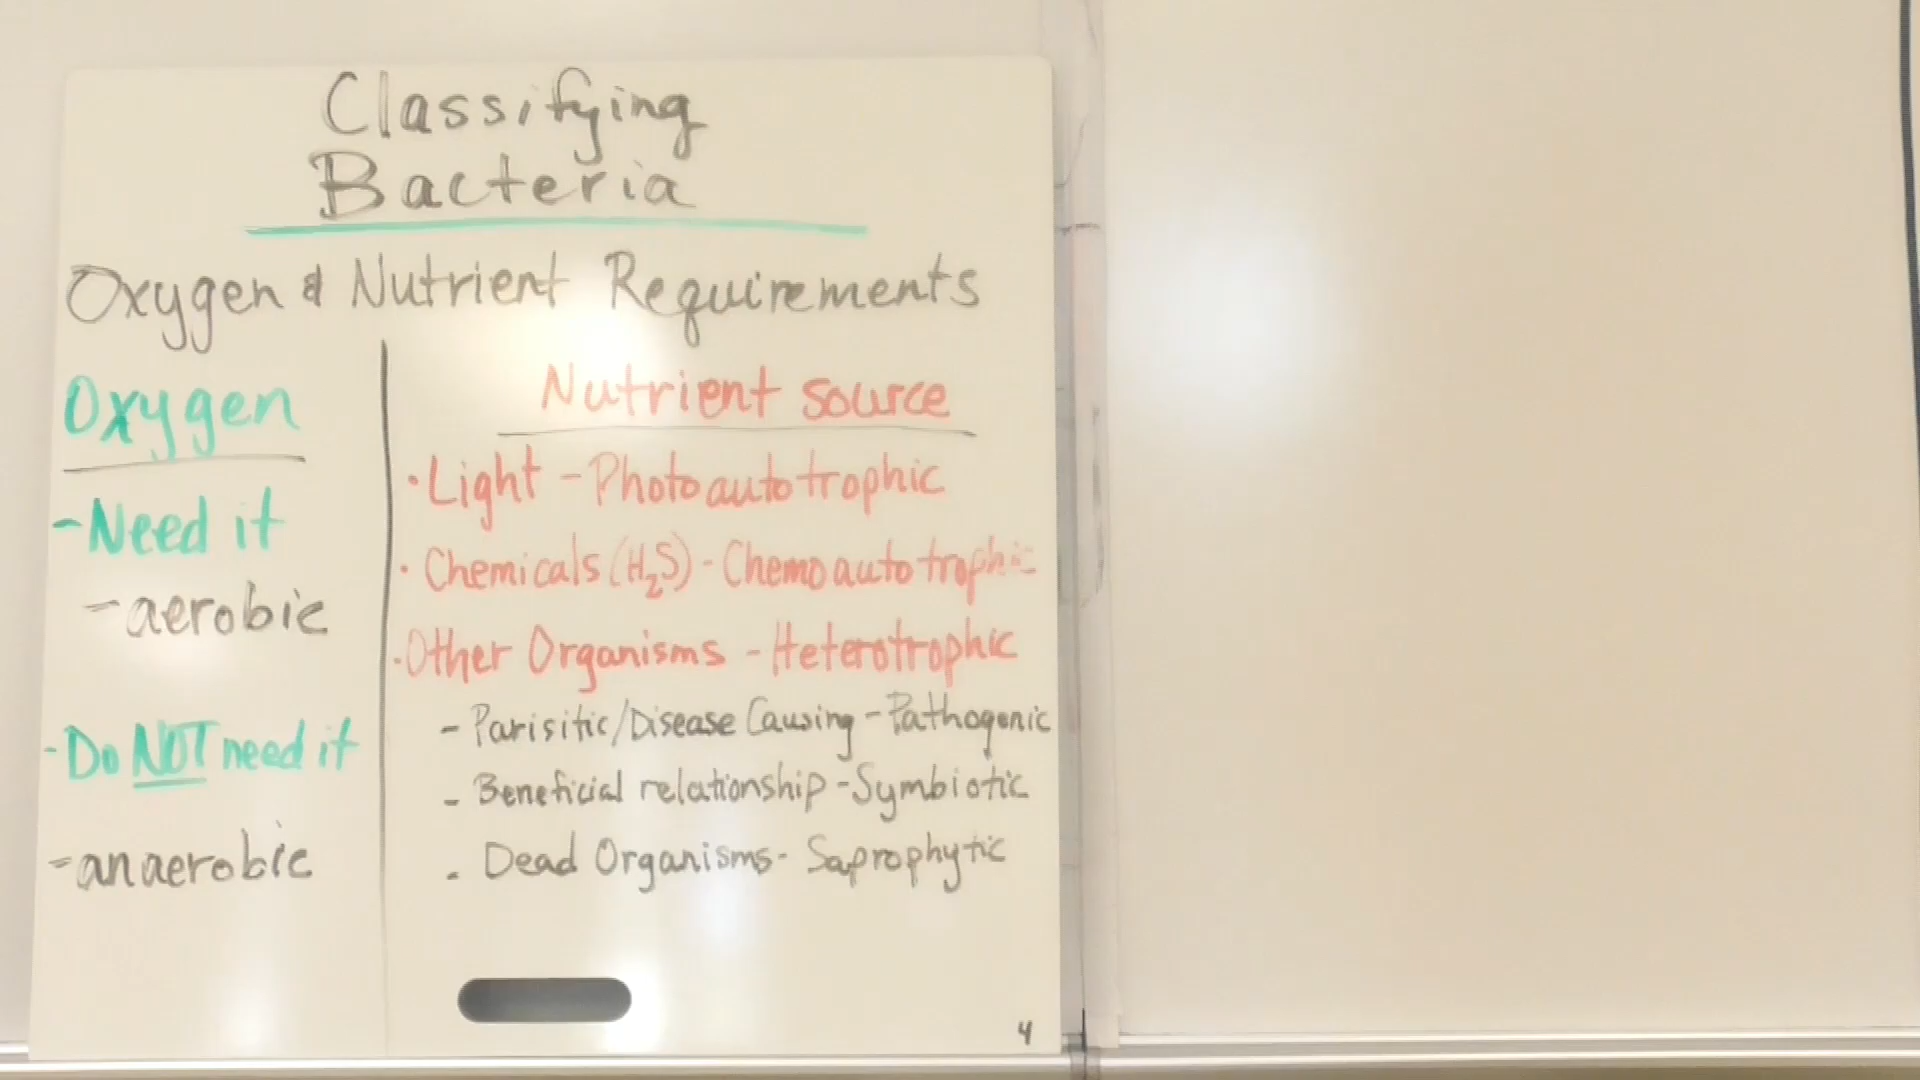 Classifying
Bacteria
Oxygen & Nutrient Requirements
Oxygen
-Need it
-aerobic
-Do NOT need it
-anaerobic
Nutrient source
·Light - Photoautotrophic
·Chemicals (H₂S) - Chemoautotrophic
·Other Organisms - Heterotrophic
- Parisitic/Disease Causing - Pathogenic
- Beneficial relationship - Symbiotic
- Dead Organisms - Saprophytic
4